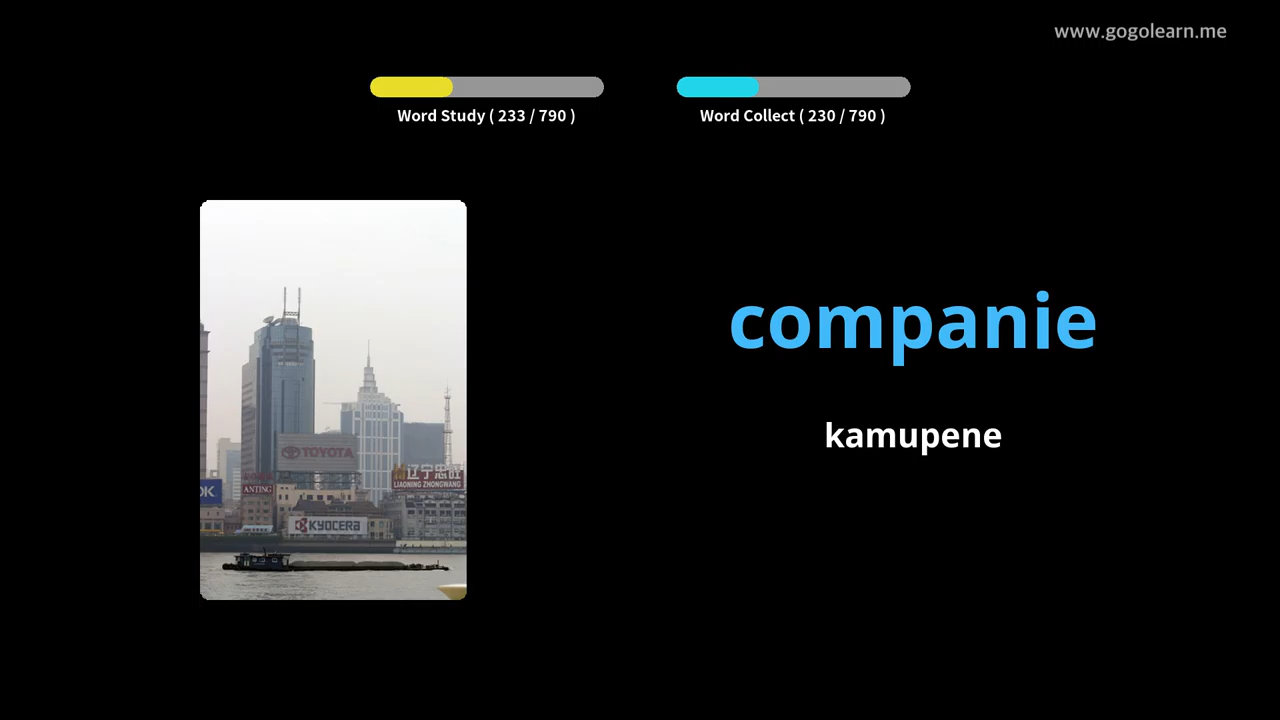 www.gogolearn.me
Word Study ( 233 / 790 )
Word Collect ( 230 / 790 )
companie
kamupene
TOYOTA
辽宁忠旺
LIAONING ZHONGWANG
OK
ANTING
KYOCERA